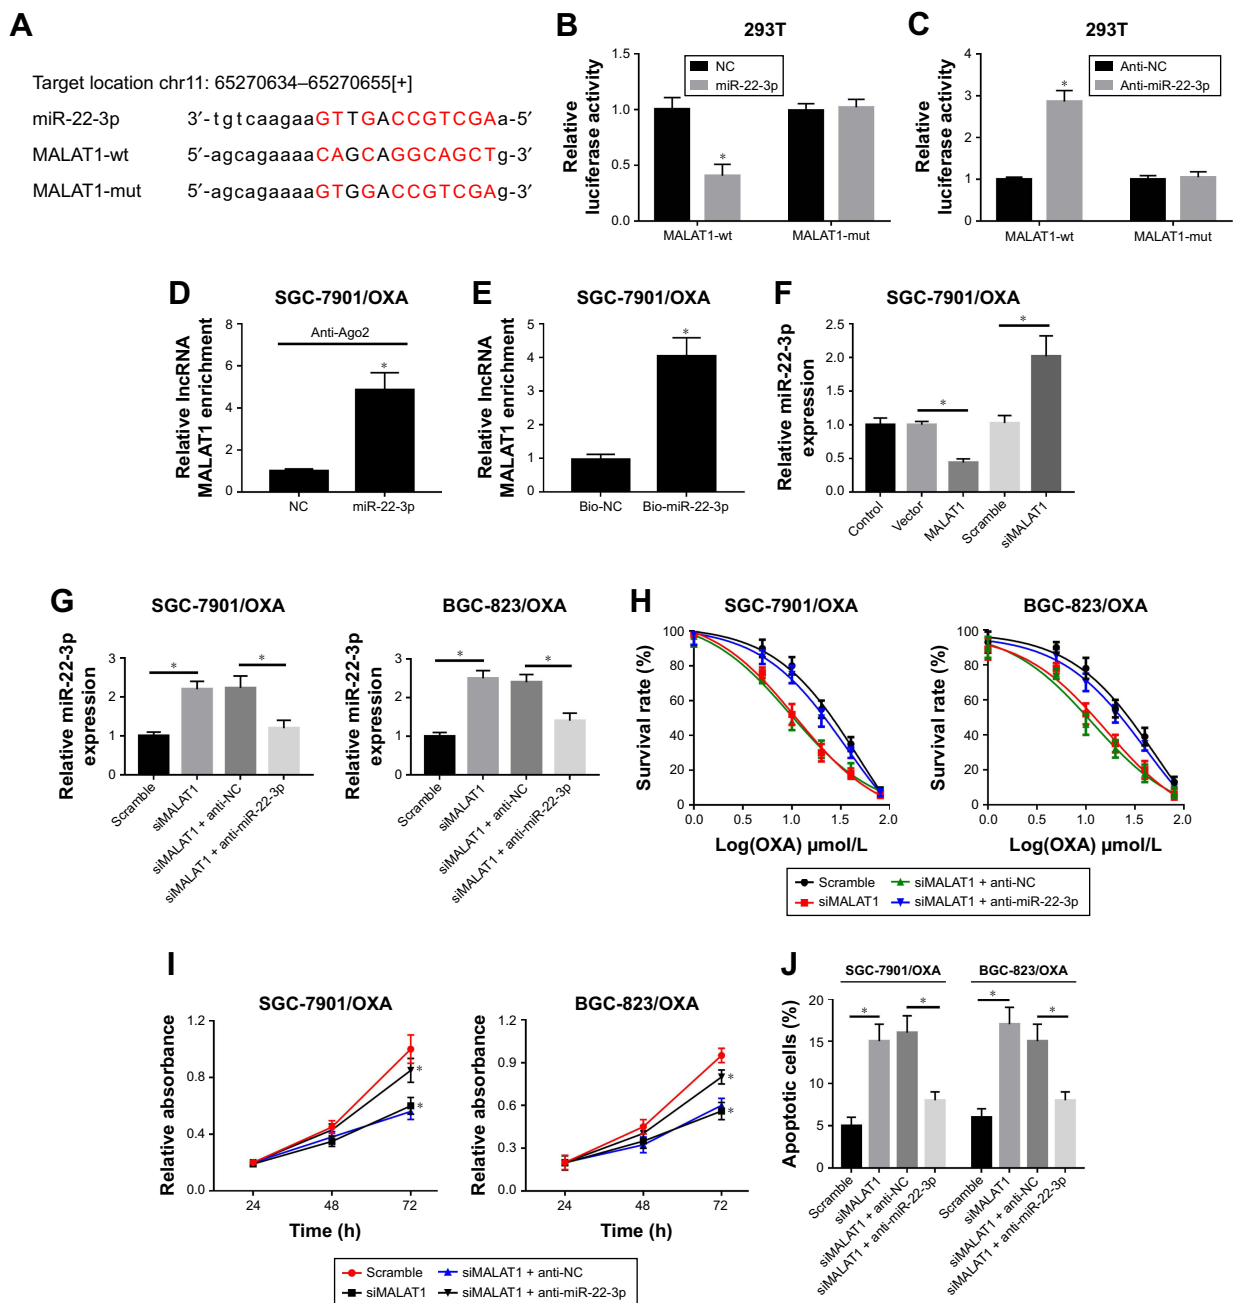 A
Target location chr11: 65270634–65270655[+]
miR-22-3p 3′-tgtcaagaaGTTGACCGTCGAa-5′
MALAT1-wt 5′-agcagaaaaCAGCAGGCAGCTg-3′
MALAT1-mut 5′-agcagaaaaGTGGACCGTCGAg-3′
B
293T
Relative
luciferase activity
1.5
1.0
0.5
0.0
NC
miR-22-3p
*
MALAT1-wt
MALAT1-mut
C
293T
Relative
luciferase activity
4
3
2
1
0
Anti-NC
Anti-miR-22-3p
*
MALAT1-wt
MALAT1-mut
D
SGC-7901/OXA
Relative lncRNA
MALAT1 enrichment
8
6
4
2
0
Anti-Ago2
*
NC
miR-22-3p
E
SGC-7901/OXA
Relative lncRNA
MALAT1 enrichment
5
4
3
2
1
0
*
Bio-NC
Bio-miR-22-3p
F
SGC-7901/OXA
Relative miR-22-3p
expression
2.5
2.0
1.5
1.0
0.5
0.0
*
*
Control
Vector
MALAT1
Scramble
siMALAT1
G
SGC-7901/OXA
Relative miR-22-3p
expression
3
2
1
0
*
*
Scramble
siMALAT1
siMALAT1 + anti-NC
siMALAT1 + anti-miR-22-3p
BGC-823/OXA
Relative miR-22-3p
expression
3
2
1
0
*
*
Scramble
siMALAT1
siMALAT1 + anti-NC
siMALAT1 + anti-miR-22-3p
H
SGC-7901/OXA
Survival rate (%)
100
80
60
40
20
0
0.0 0.5 1.0 1.5 2.0
Log(OXA) µmol/L
BGC-823/OXA
Survival rate (%)
100
80
60
40
20
0
0.0 0.5 1.0 1.5 2.0
Log(OXA) µmol/L
Scramble
siMALAT1 + anti-NC
siMALAT1
siMALAT1 + anti-miR-22-3p
I
SGC-7901/OXA
Relative absorbance
1.2
0.8
0.4
0.0
*
*
24 48 72
Time (h)
BGC-823/OXA
Relative absorbance
1.2
0.9
0.6
0.3
0.0
*
*
24 48 72
Time (h)
Scramble
siMALAT1 + anti-NC
siMALAT1
siMALAT1 + anti-miR-22-3p
J
SGC-7901/OXA
BGC-823/OXA
Apoptotic cells (%)
20
15
10
5
0
*
*
*
*
Scramble
siMALAT1
siMALAT1 + anti-NC
siMALAT1 + anti-miR-22-3p
Scramble
siMALAT1
siMALAT1 + anti-NC
siMALAT1 + anti-miR-22-3p